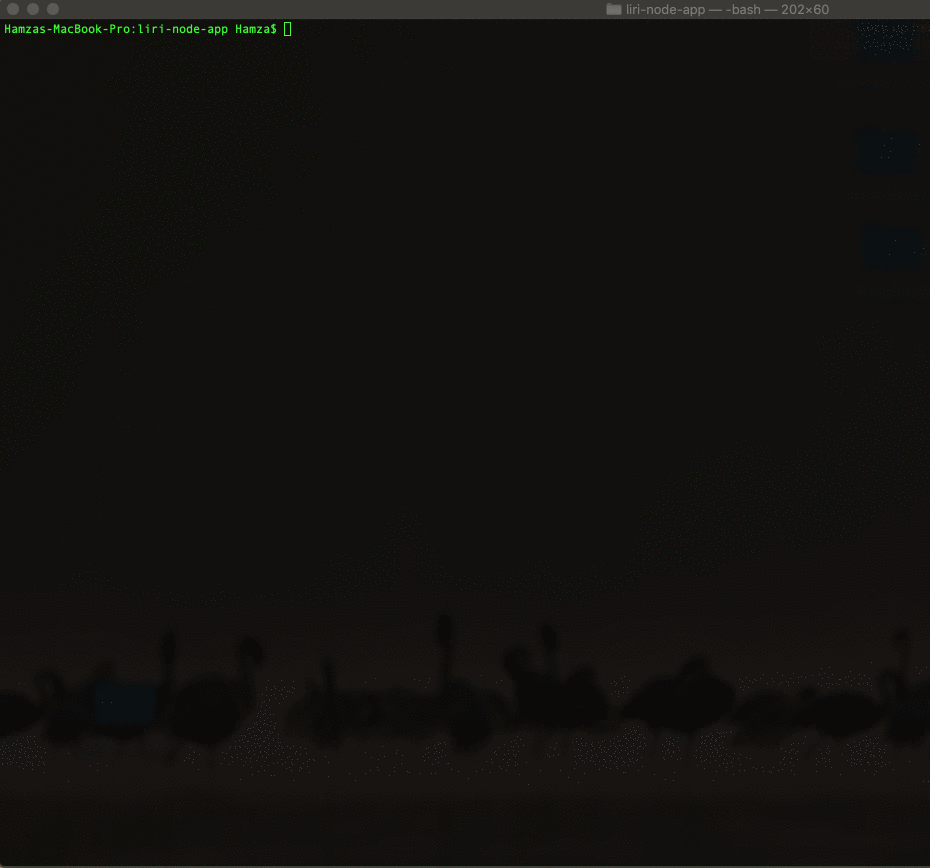 liri-node-app — -bash — 202×60
Hamzas-MacBook-Pro:liri-node-app Hamza$